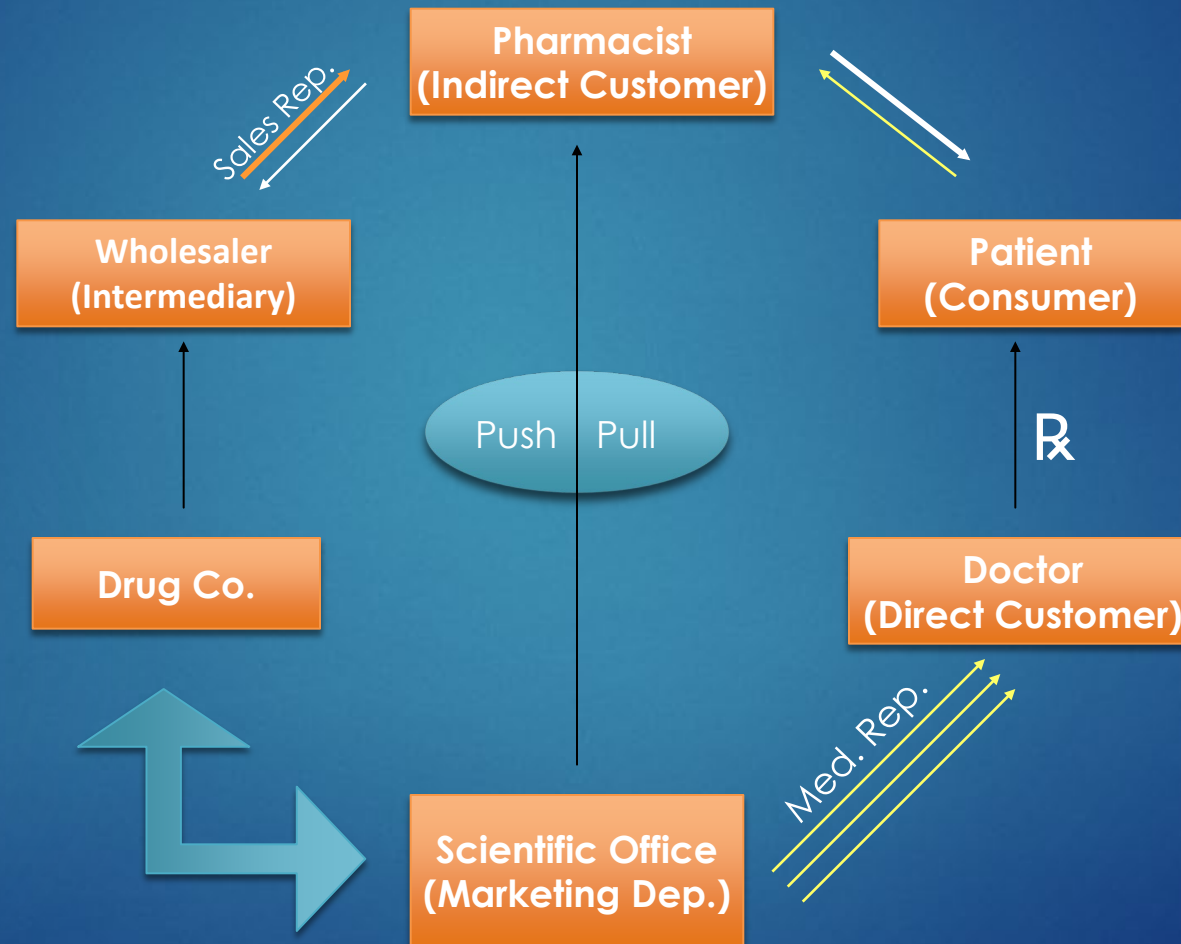 Pharmacist
(Indirect Customer)
Sales Rep.
Wholesaler
(Intermediary)
Patient
(Consumer)
Push
Pull
℞
Drug Co.
Doctor
(Direct Customer)
Med. Rep.
Scientific Office
(Marketing Dep.)